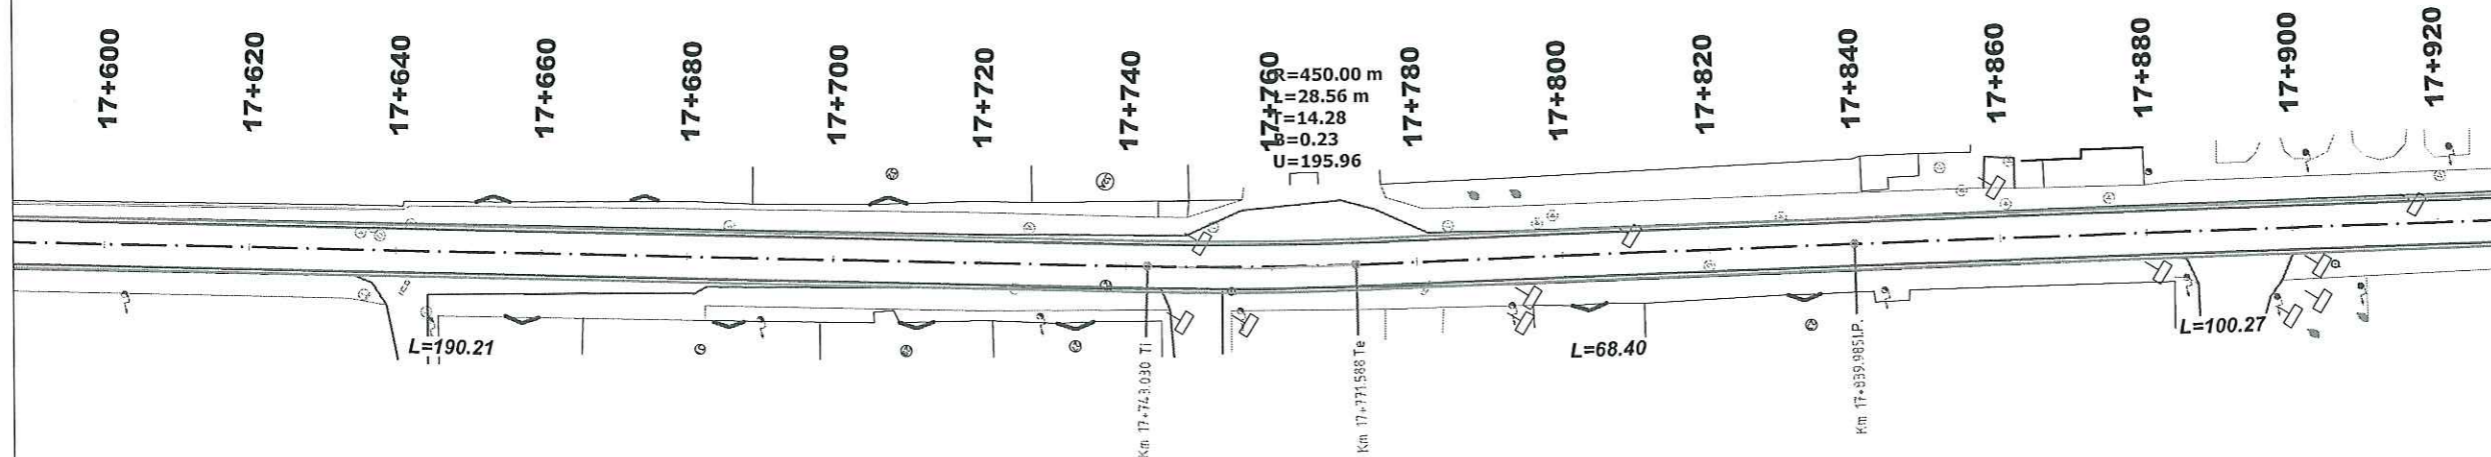 17+600
17+620
17+640
17+660
17+680
17+700
17+720
17+740
17+760
17+780
17+800
17+820
17+840
17+860
17+880
17+900
17+920
R=450.00 m
L=28.56 m
T=14.28
B=0.23
U=195.96
L=190.21
L=68.40
L=100.27
Km 17+743.030 Ti
Km 17+771.588 Te
Km 17+839.985I.P.